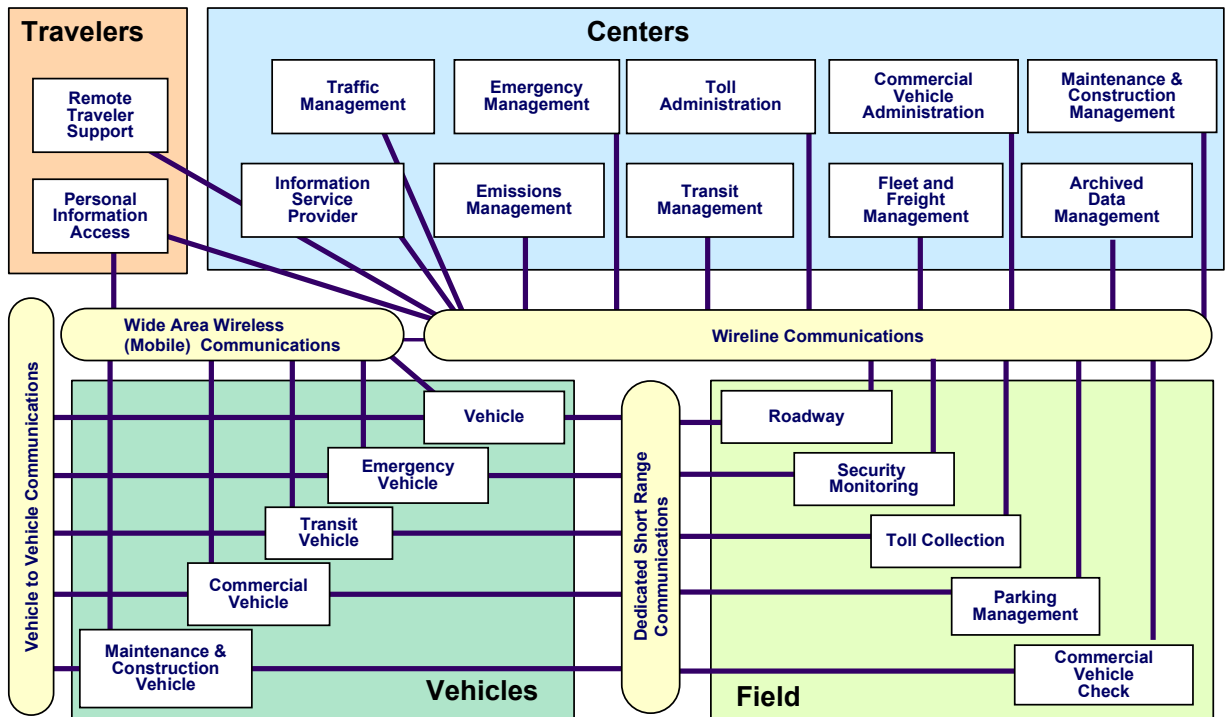 Travelers
Remote
Traveler
Support
Personal
Information
Access
Centers
Traffic
Management
Emergency
Management
Toll
Administration
Commercial
Vehicle
Administration
Maintenance &
Construction
Management
Information
Service
Provider
Emissions
Management
Transit
Management
Fleet and
Freight
Management
Archived
Data
Management
Wide Area Wireless
(Mobile) Communications
Wireline Communications
Vehicle to Vehicle Communications
Vehicle
Emergency
Vehicle
Transit
Vehicle
Commercial
Vehicle
Maintenance &
Construction
Vehicle
Vehicles
Dedicated Short Range
Communications
Roadway
Security
Monitoring
Toll Collection
Parking
Management
Commercial
Vehicle
Check
Field